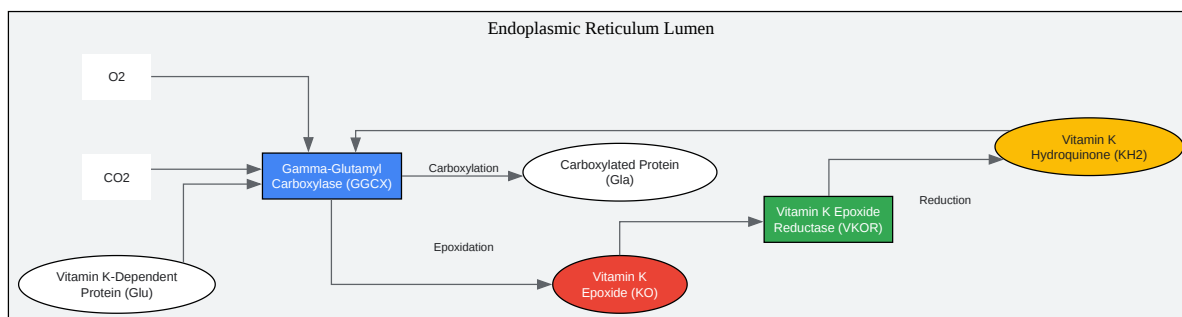 Endoplasmic Reticulum Lumen
O2
CO2
Vitamin K-Dependent
Protein (Glu)
Gamma-Glutamyl
Carboxylase (GGCX)
Carboxylation
Carboxylated Protein
(Gla)
Epoxidation
Vitamin K
Epoxide (KO)
Vitamin K Epoxide
Reductase (VKOR)
Reduction
Vitamin K
Hydroquinone (KH2)